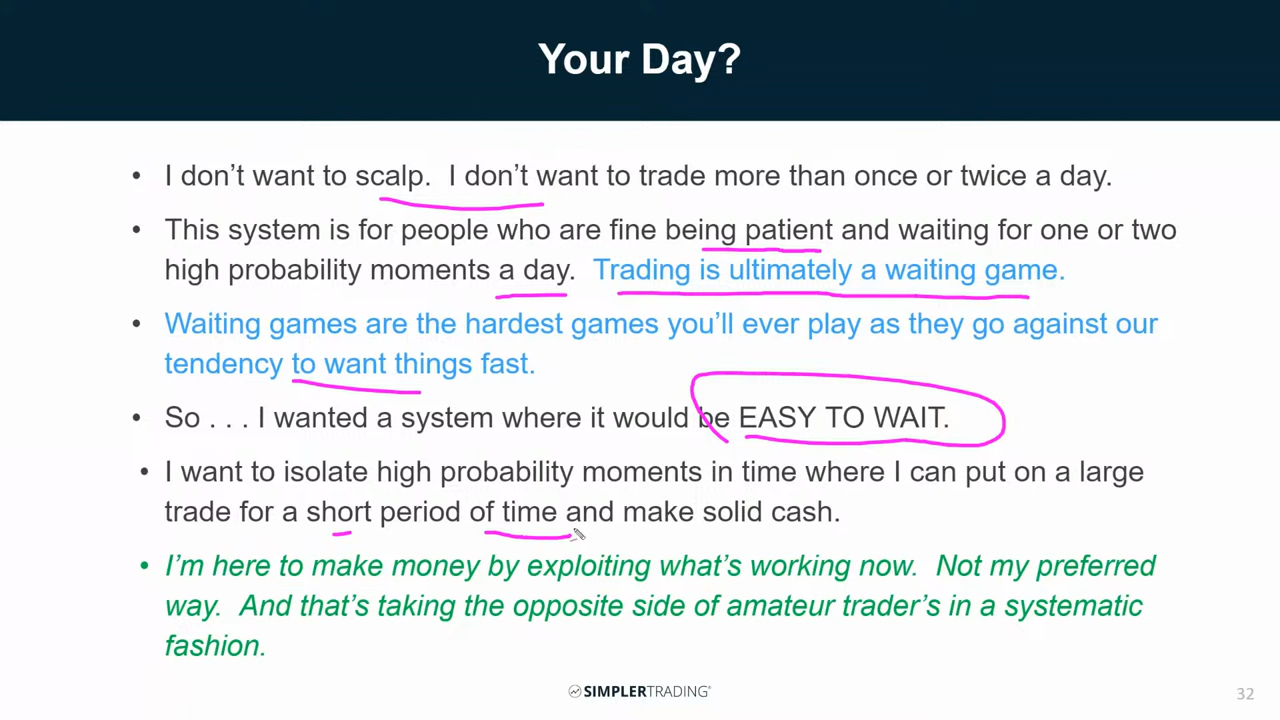 Your Day?
• I don’t want to scalp.  I don’t want to trade more than once or twice a day.
• This system is for people who are fine being patient and waiting for one or two
high probability moments a day.  Trading is ultimately a waiting game.
• Waiting games are the hardest games you’ll ever play as they go against our
tendency to want things fast.
• So . . . I wanted a system where it would be EASY TO WAIT.
• I want to isolate high probability moments in time where I can put on a large
trade for a short period of time and make solid cash.
• I’m here to make money by exploiting what’s working now.  Not my preferred
way.  And that’s taking the opposite side of amateur trader’s in a systematic
fashion.
SIMPLERTRADING®
32